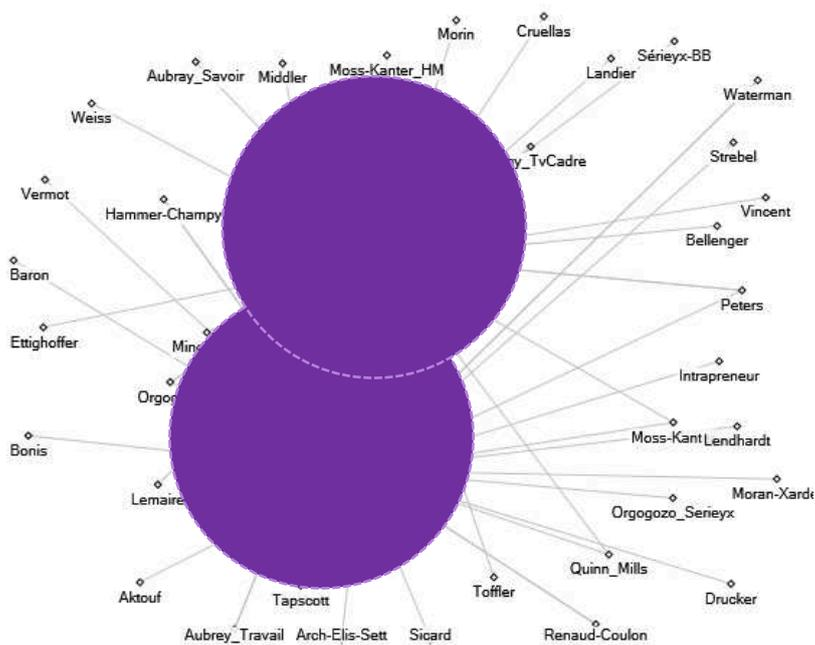 Morin
Cruellas
Sérieyx-BB
Aubray_Savoir
Middler
Moss-Kanter_HM
Landier
Waterman
Weiss
y_TvCadre
Strebel
Vermot
Hammer-Champy
Vincent
Bellenger
Baron
Peters
Ettighoffer
Intrapreneur
Moss-Kant
Lendhardt
Bonis
Lemaire
Moran-Xarde
Orgogozo_Serieyx
Quinn_Mills
Aktouf
Tapscott
Toffler
Drucker
Aubrey_Travail
Arch-Elis-Sett
Sicard
Renaud-Coulon